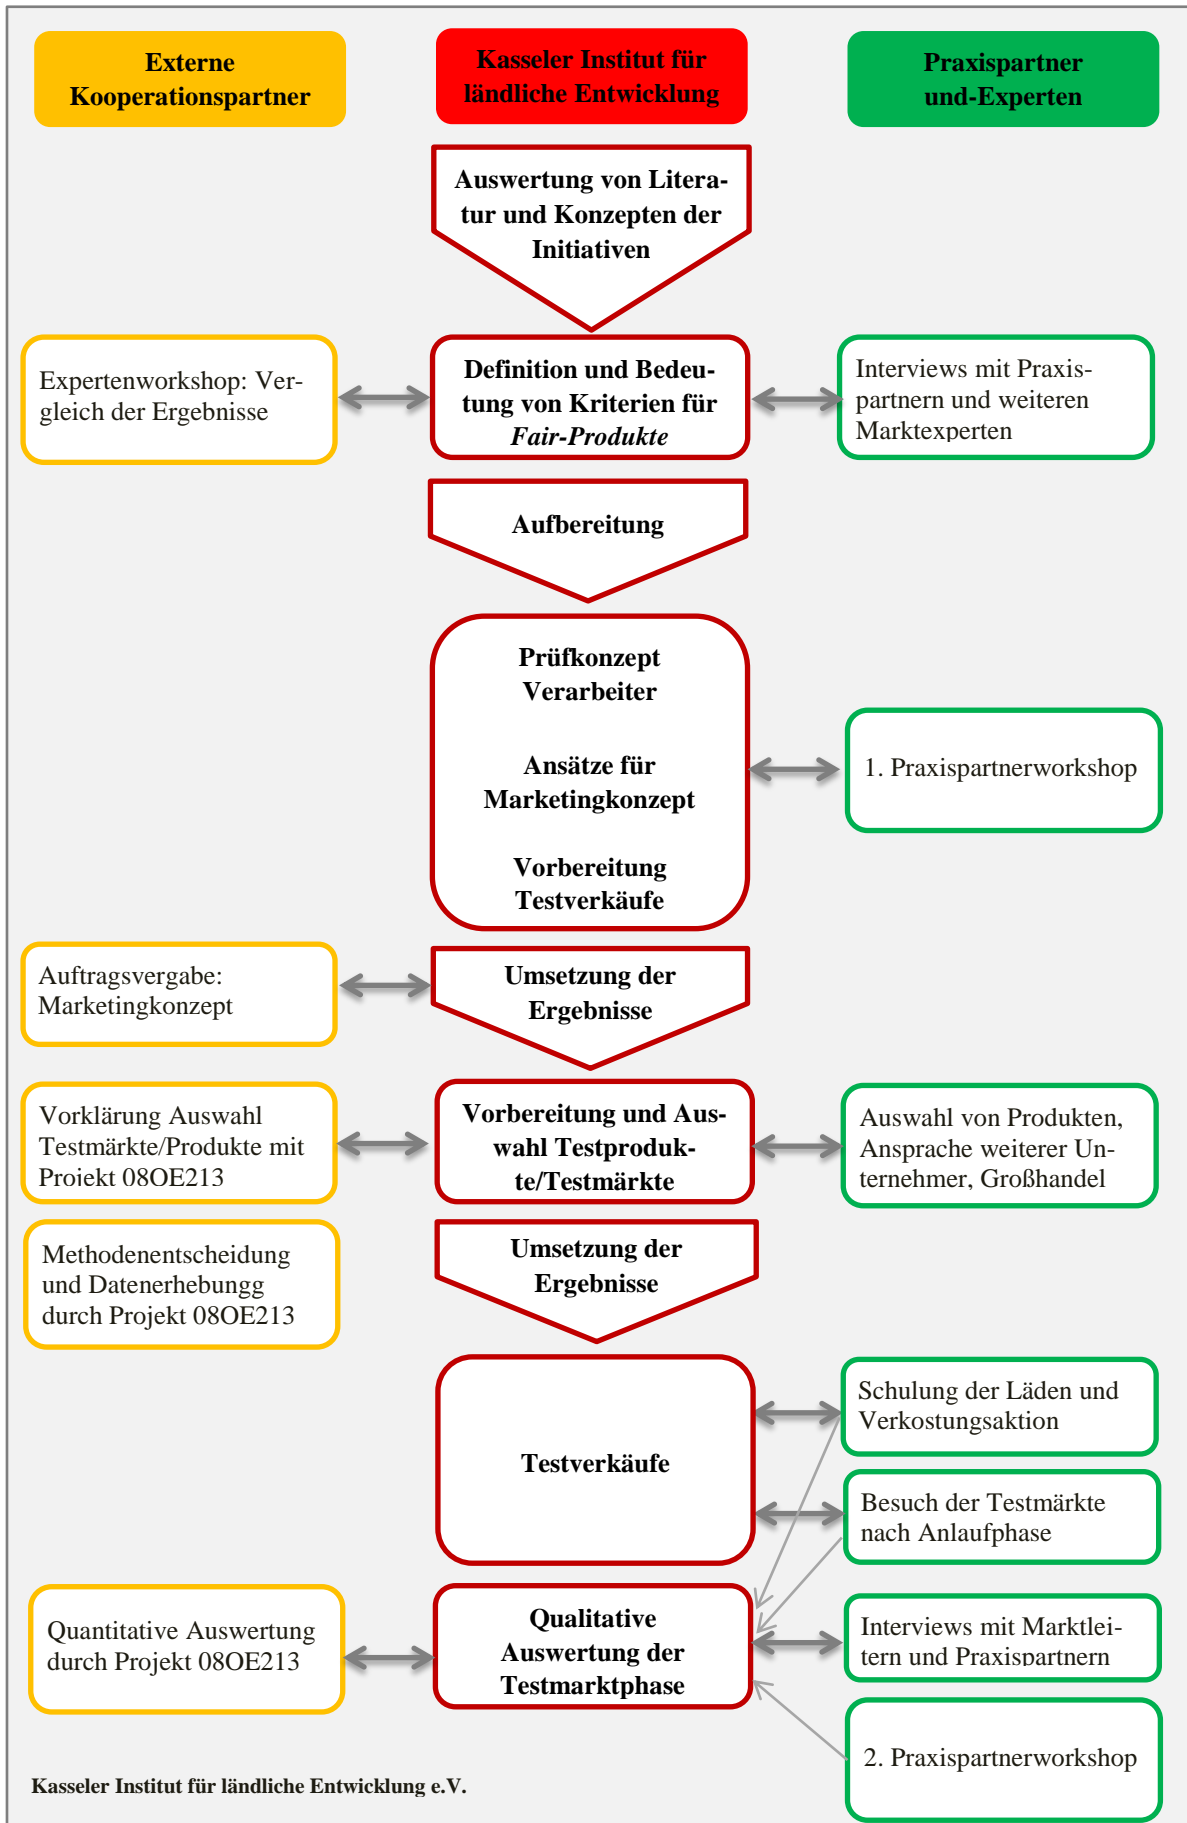 Externe
Kooperationspartner
Kasseler Institut für
ländliche Entwicklung
Praxispartner
und-Experten
Auswertung von Litera-
tur und Konzepten der
Initiativen
Expertenworkshop: Ver-
gleich der Ergebnisse
Definition und Bedeu-
tung von Kriterien für
Fair-Produkte
Interviews mit Praxis-
partnern und weiteren
Marktexperten
Aufbereitung
Prüfkonzept
Verarbeiter
Ansätze für
Marketingkonzept
Vorbereitung
Testverkäufe
1. Praxispartnerworkshop
Auftragsvergabe:
Marketingkonzept
Umsetzung der
Ergebnisse
Vorklärung Auswahl
Testmärkte/Produkte mit
Projekt 08OE213
Vorbereitung und Aus-
wahl Testproduk-
te/Testmärkte
Auswahl von Produkten,
Ansprache weiterer Un-
ternehmer, Großhandel
Methodenentscheidung
und Datenerhebungg
durch Projekt 08OE213
Umsetzung der
Ergebnisse
Testverkäufe
Schulung der Läden und
Verkostungsaktion
Besuch der Testmärkte
nach Anlaufphase
Quantitative Auswertung
durch Projekt 08OE213
Qualitative
Auswertung der
Testmarktphase
Interviews mit Marktlei-
tern und Praxispartnern
2. Praxispartnerworkshop
Kasseler Institut für ländliche Entwicklung e.V.